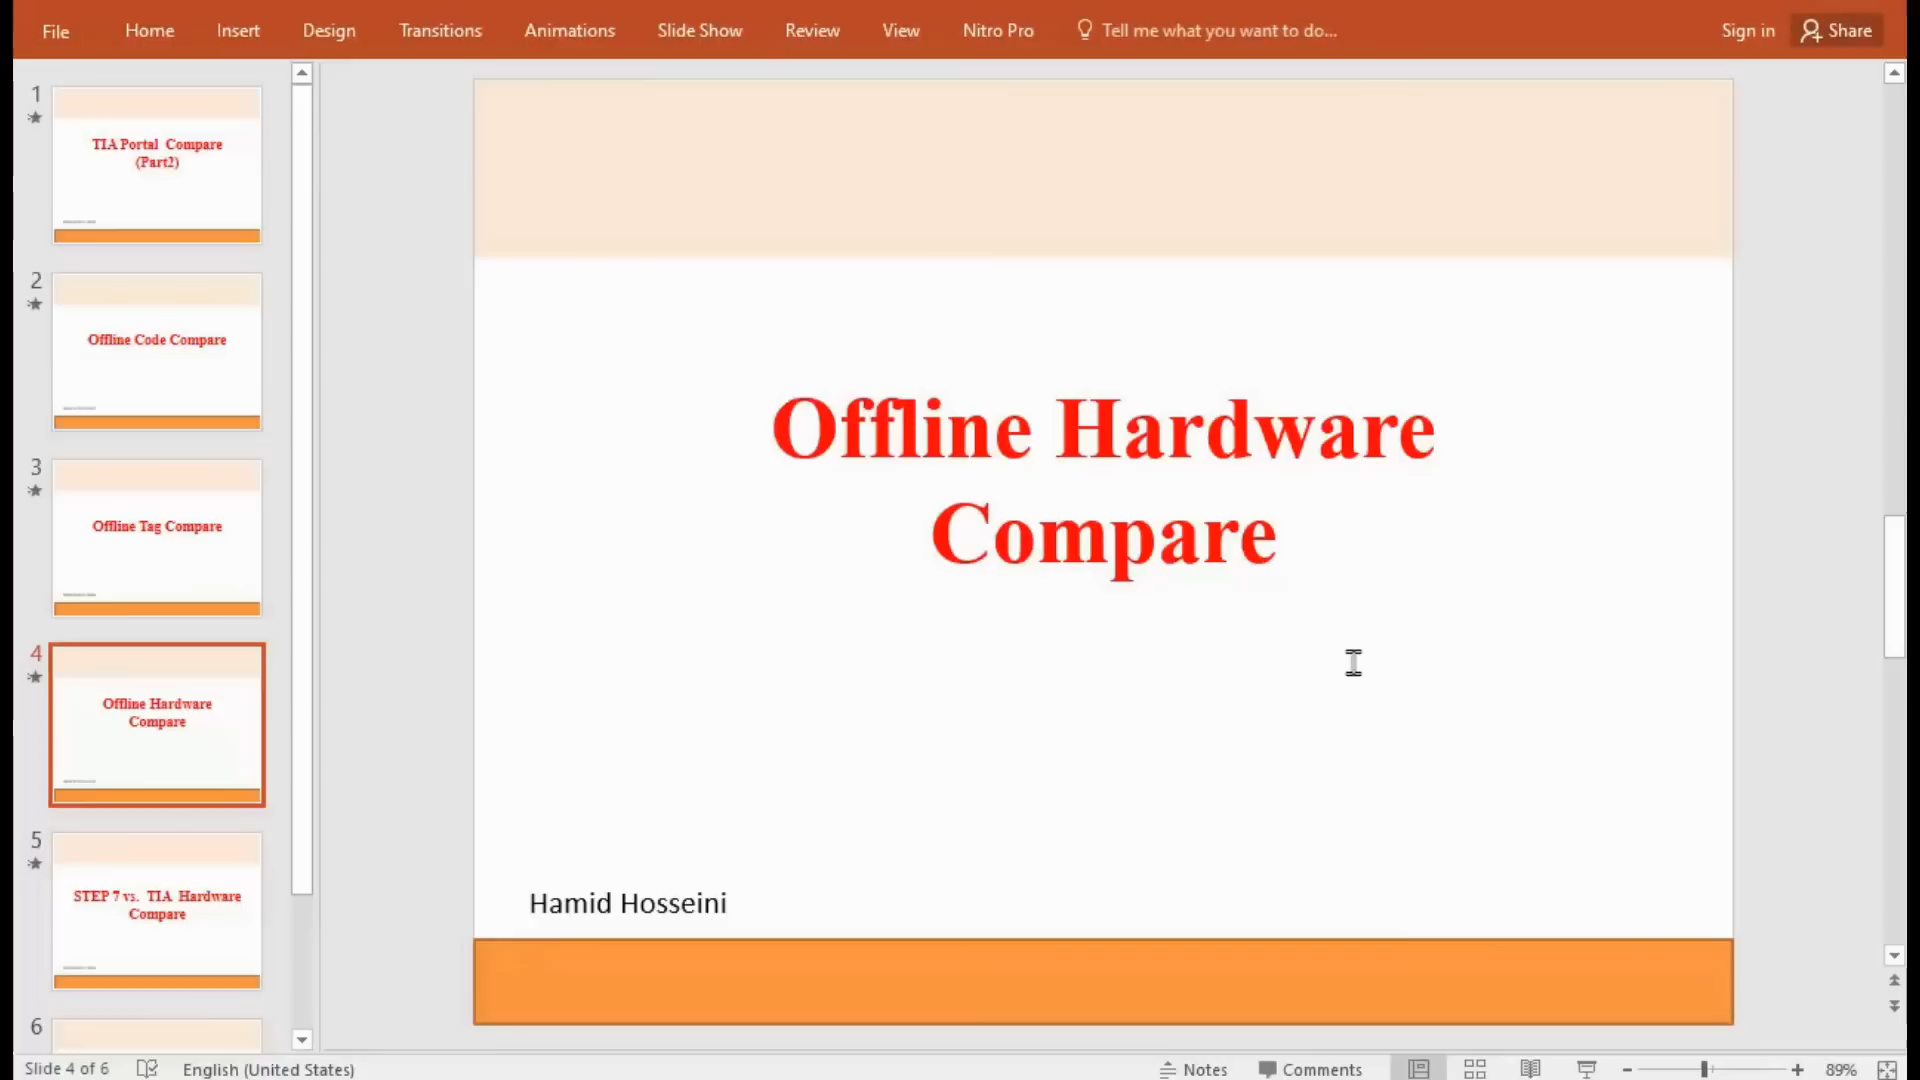 File Home Insert Design Transitions Animations Slide Show Review View Nitro Pro Tell me what you want to do... Sign in Share
1
TIA Portal Compare
(Part2)
2
Offline Code Compare
3
Offline Tag Compare
4
Offline Hardware
Compare
5
STEP 7 vs. TIA Hardware
Compare
6
Offline Hardware
Compare
Hamid Hosseini
Slide 4 of 6 English (United States) Notes Comments 89%